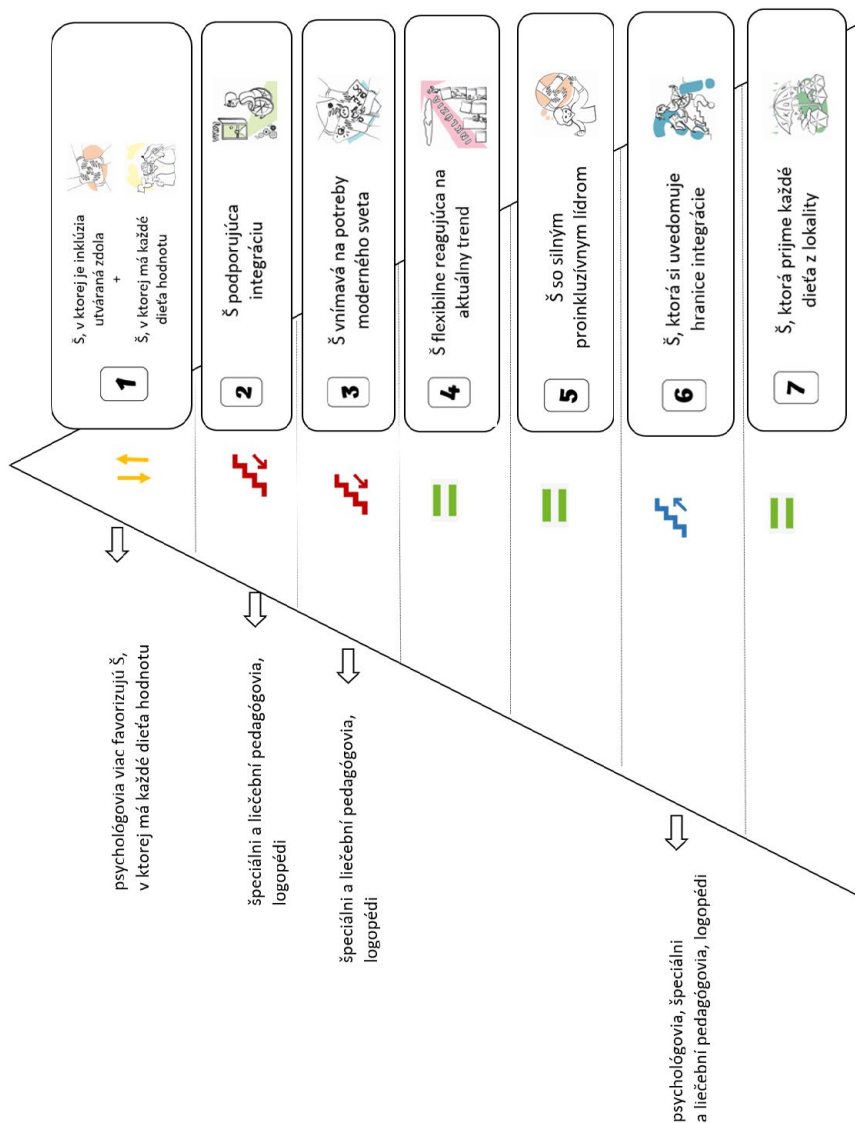 Š, v ktorej je inklúzia
utváraná zdola
+
Š, v ktorej má každé
dieťa hodnotu
1
psychológovia viac favorizujú Š,
v ktorej má každé dieťa hodnotu
Š podporujúca
integráciu
2
špeciálni a liečební pedagógovia,
logopédi
Š vnímavá na potreby
moderného sveta
3
špeciálni a liečební pedagógovia,
logopédi
Š flexibilne reagujúca na
aktuálny trend
4
INKLÚZIA
Š so silným
proinkluzívnym lídrom
5
Š, ktorá si uvedomuje
hranice integrácie
6
psychológovia, špeciálni
a liečební pedagógovia, logopédi
Š, ktorá prijme každé
dieťa z lokality
7